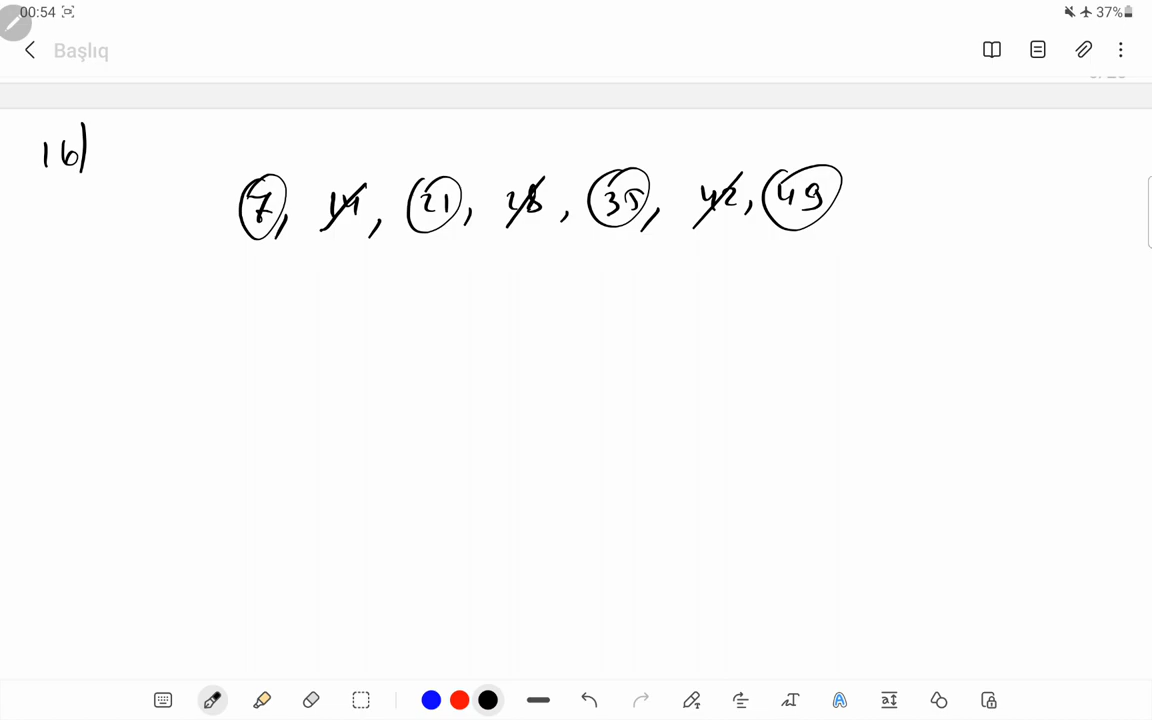 00:54 37%
Başlıq
16)
7, 14, 21, 28, 35, 42, 49